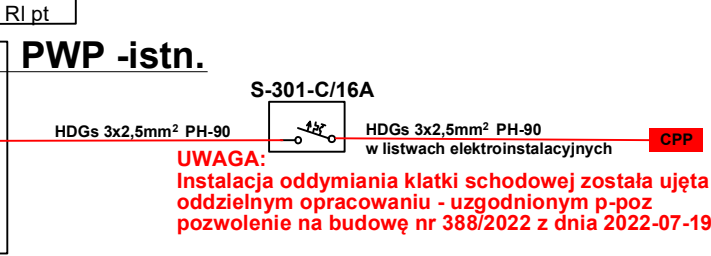 RI pt
PWP -istn.
S-301-C/16A
HDGs 3x2,5mm² PH-90
HDGs 3x2,5mm² PH-90
w listwach elektroinstalacyjnych
CPP
UWAGA:
Instalacja oddymiania klatki schodowej została ujęta
oddzielnym opracowaniu - uzgodnionym p-poz
pozwolenie na budowę nr 388/2022 z dnia 2022-07-19